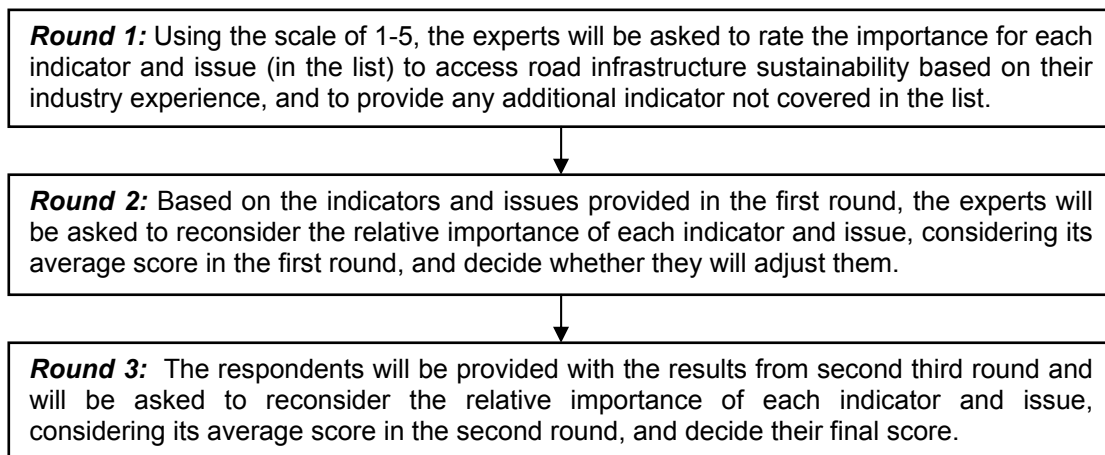 Round 1: Using the scale of 1-5, the experts will be asked to rate the importance for each
indicator and issue (in the list) to access road infrastructure sustainability based on their
industry experience, and to provide any additional indicator not covered in the list.
Round 2: Based on the indicators and issues provided in the first round, the experts will
be asked to reconsider the relative importance of each indicator and issue, considering its
average score in the first round, and decide whether they will adjust them.
Round 3: The respondents will be provided with the results from second third round and
will be asked to reconsider the relative importance of each indicator and issue,
considering its average score in the second round, and decide their final score.